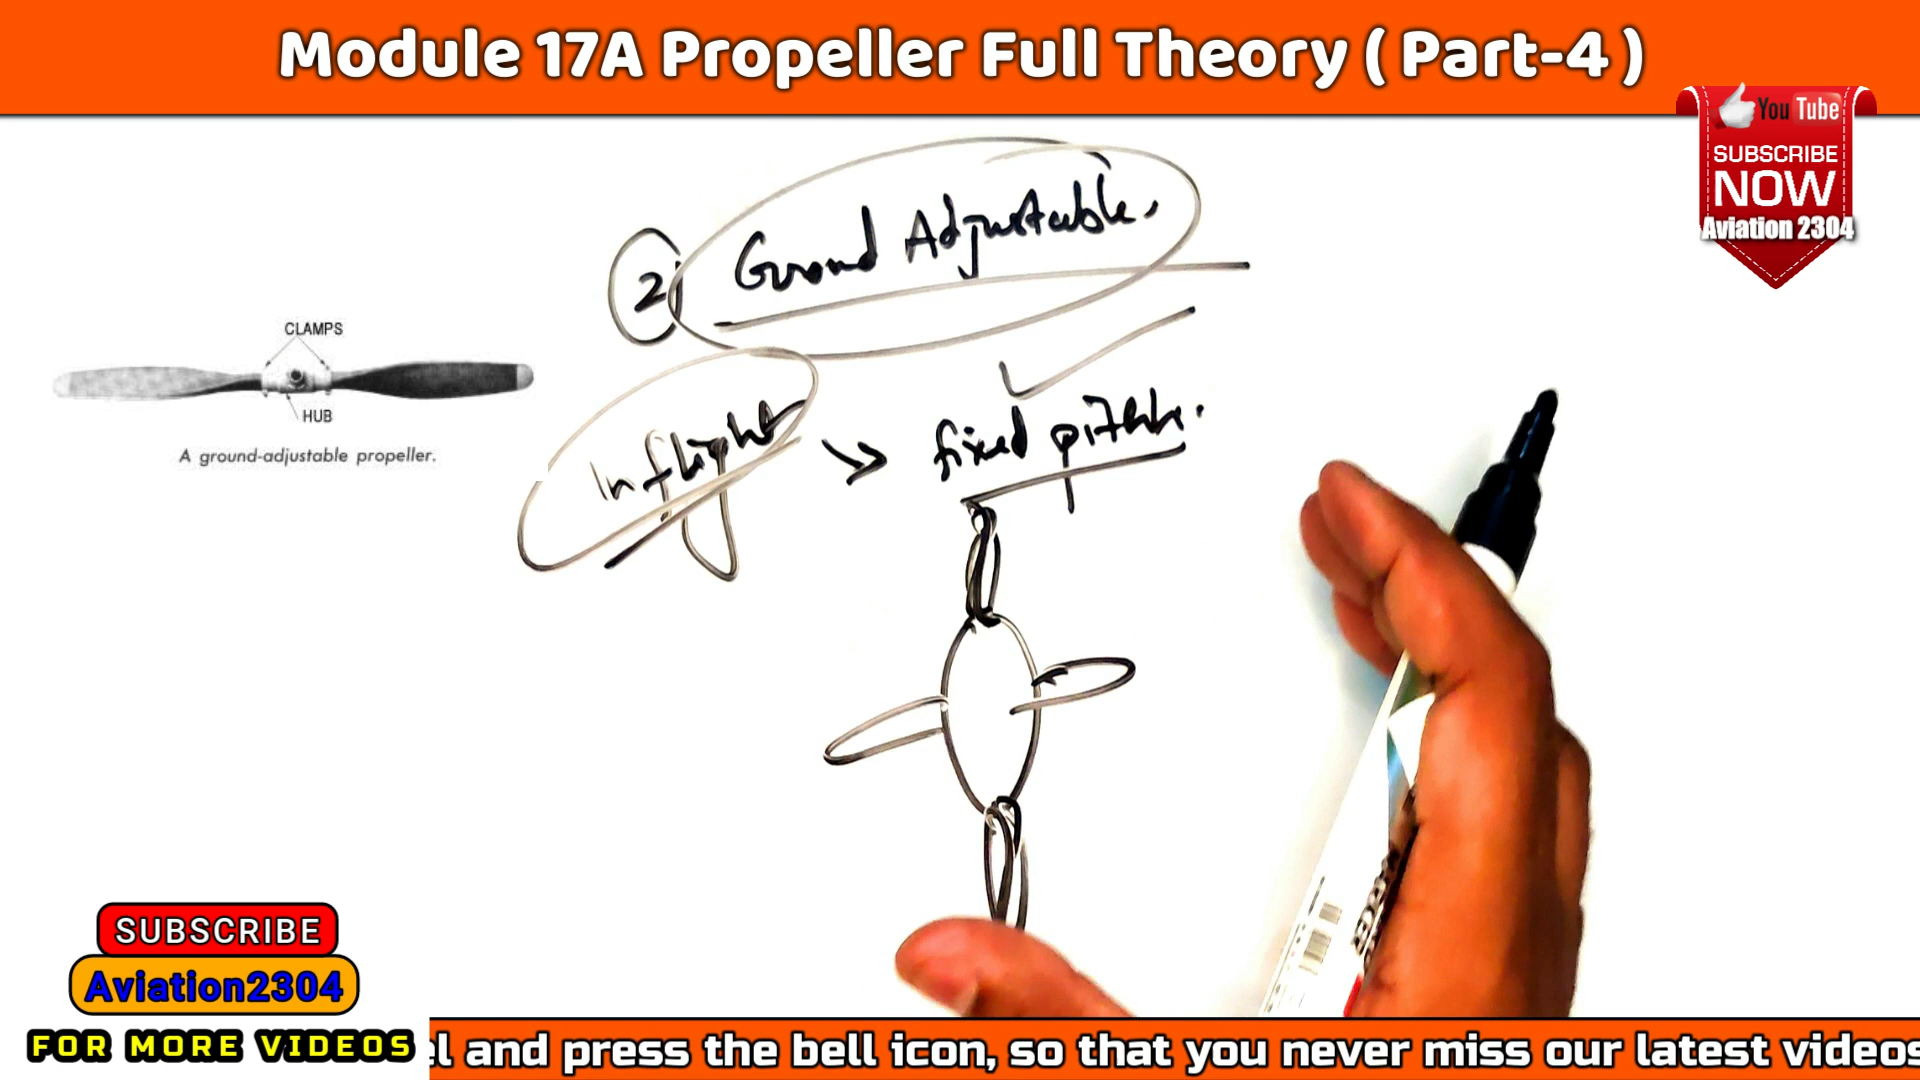 Module 17A Propeller Full Theory ( Part-4 )
You Tube
SUBSCRIBE
NOW
Aviation 2304
2
Ground Adjustable.
CLAMPS
HUB
A ground-adjustable propeller.
Inflight >> fixed pitch.
SUBSCRIBE
Aviation2304
FOR MORE VIDEOS
el and press the bell icon, so that you never miss our latest videos